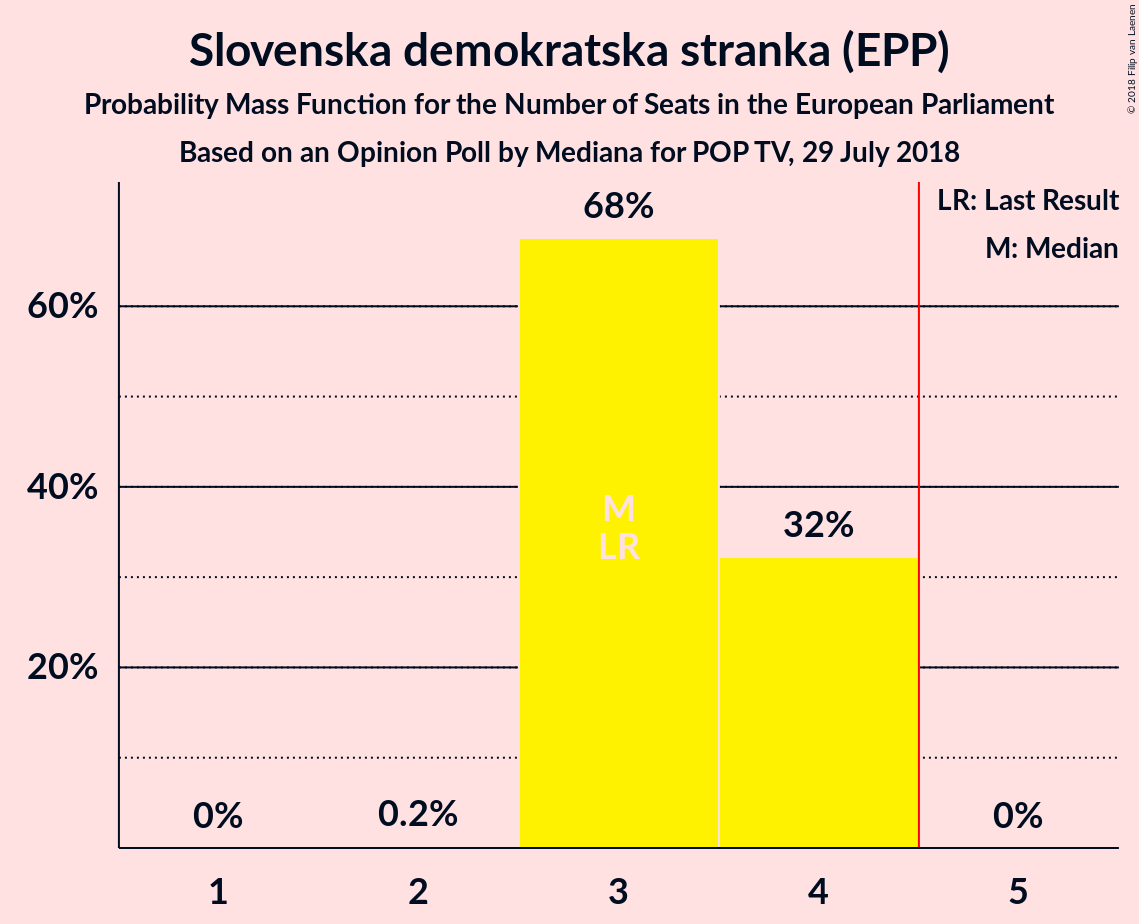 Slovenska demokratska stranka (EPP)
Probability Mass Function for the Number of Seats in the European Parliament
Based on an Opinion Poll by Mediana for POP TV, 29 July 2018
© 2018 Filip van Laenen
LR: Last Result
M: Median
68%
60%
40%
20%
M
LR
32%
0%
0.2%
0%
1
2
3
4
5